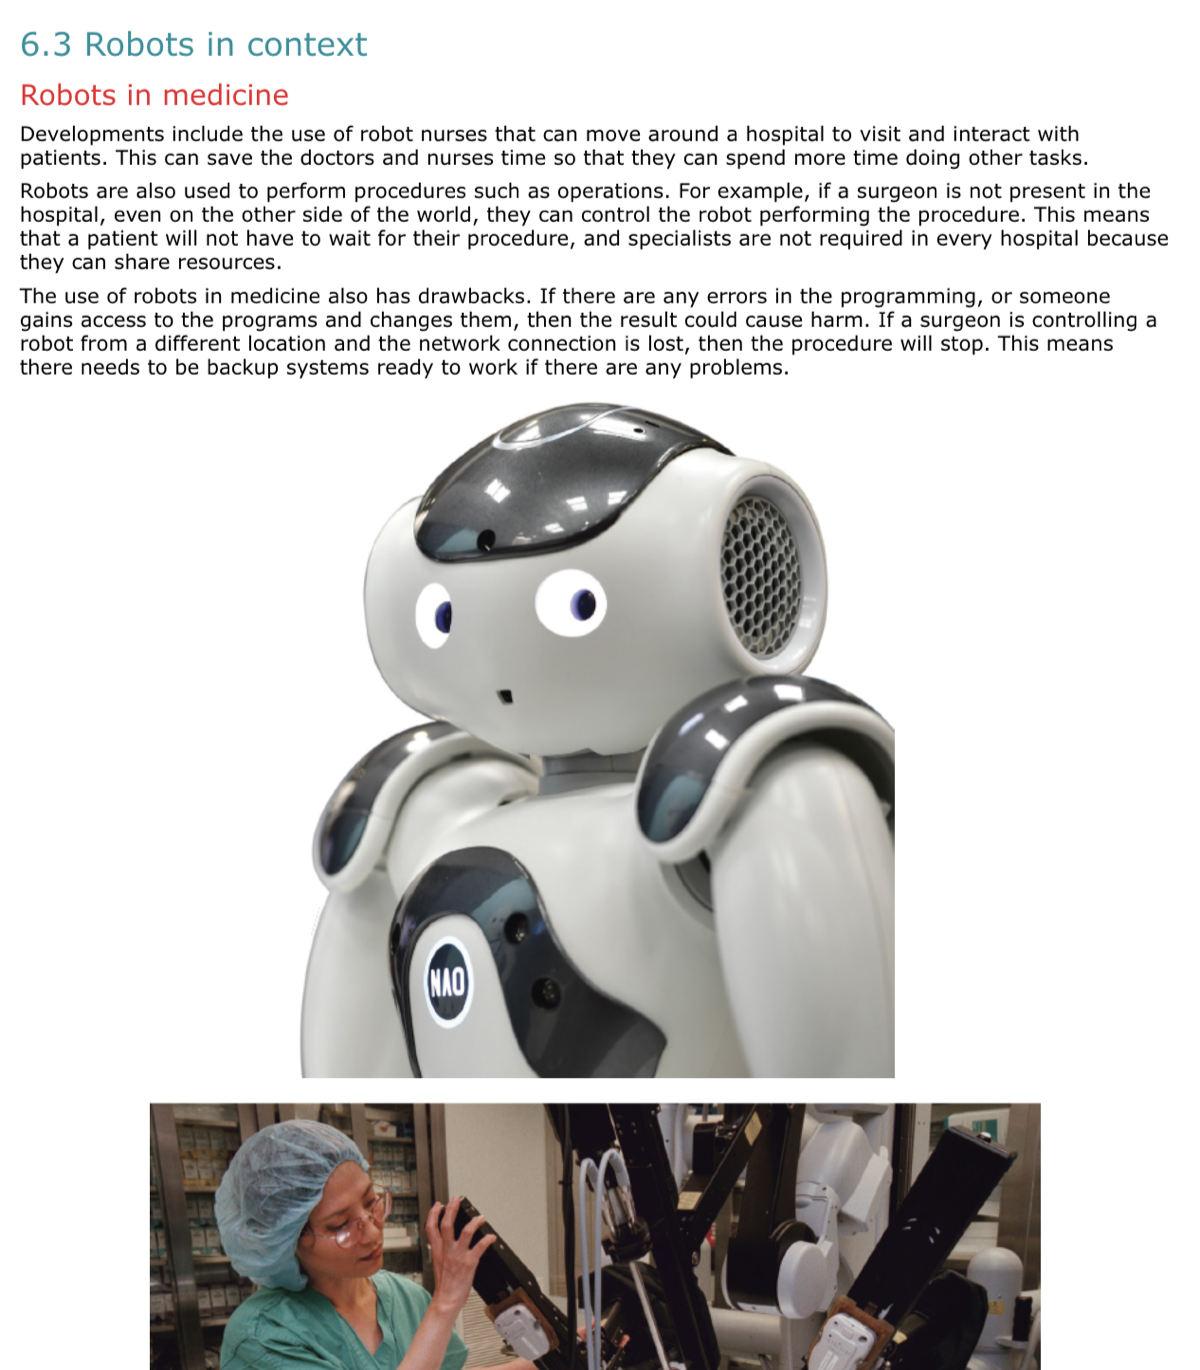 6.3 Robots in context
Robots in medicine
Developments include the use of robot nurses that can move around a hospital to visit and interact with
patients. This can save the doctors and nurses time so that they can spend more time doing other tasks.
Robots are also used to perform procedures such as operations. For example, if a surgeon is not present in the
hospital, even on the other side of the world, they can control the robot performing the procedure. This means
that a patient will not have to wait for their procedure, and specialists are not required in every hospital because
they can share resources.
The use of robots in medicine also has drawbacks. If there are any errors in the programming, or someone
gains access to the programs and changes them, then the result could cause harm. If a surgeon is controlling a
robot from a different location and the network connection is lost, then the procedure will stop. This means
there needs to be backup systems ready to work if there are any problems.
NAO